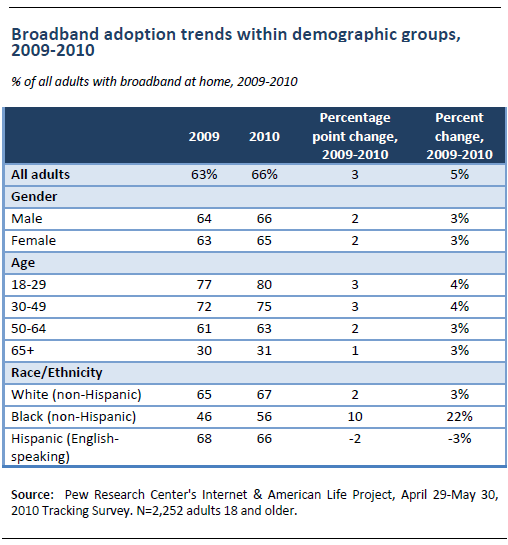 Broadband adoption trends within demographic groups,
2009-2010
% of all adults with broadband at home, 2009-2010
2009 2010 Percentage point change, 2009-2010 Percent change, 2009-2010
All adults 63% 66% 3 5%
Gender
Male 64 66 2 3%
Female 63 65 2 3%
Age
18-29 77 80 3 4%
30-49 72 75 3 4%
50-64 61 63 2 3%
65+ 30 31 1 3%
Race/Ethnicity
White (non-Hispanic) 65 67 2 3%
Black (non-Hispanic) 46 56 10 22%
Hispanic (English-speaking) 68 66 -2 -3%
Source: Pew Research Center's Internet & American Life Project, April 29-May 30,
2010 Tracking Survey. N=2,252 adults 18 and older.